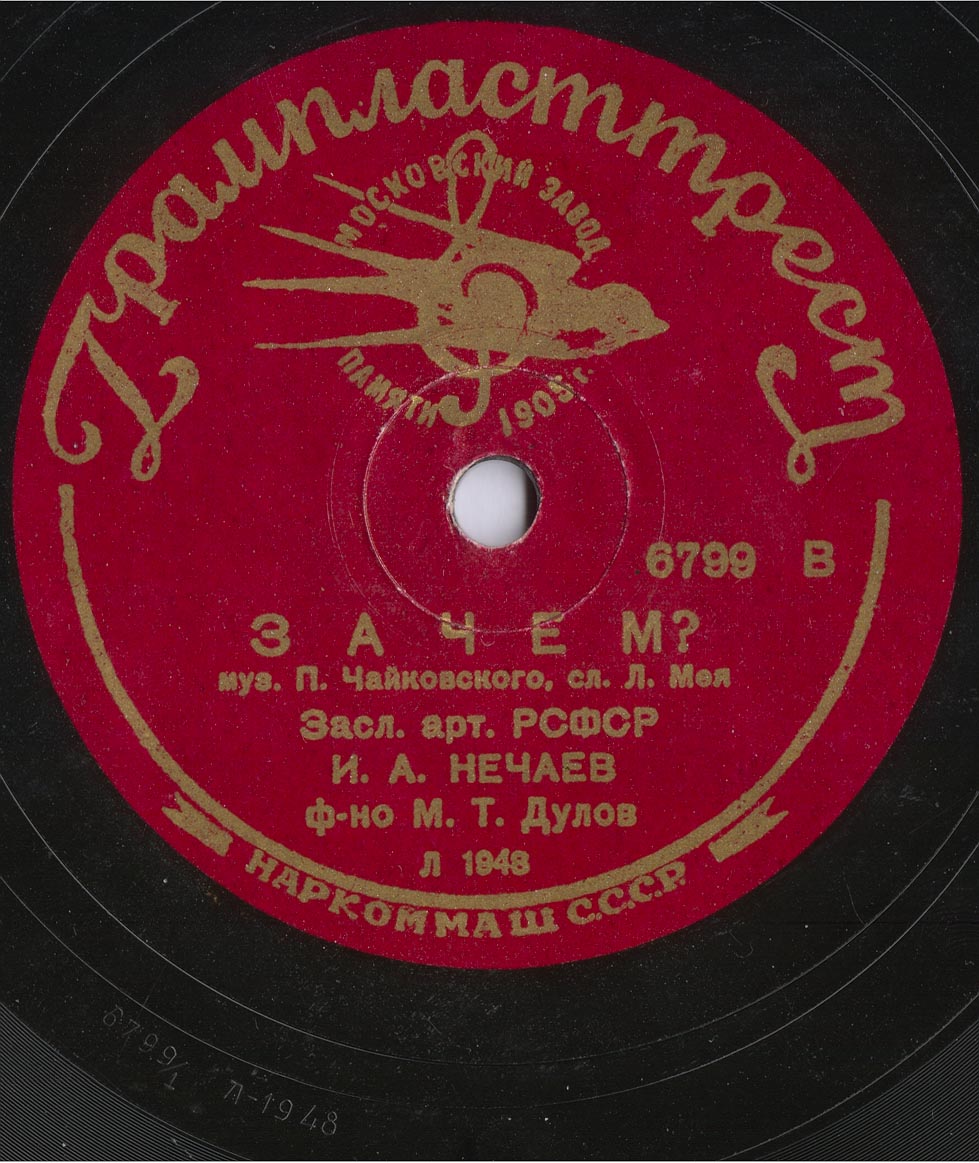 Грампласттрест
МОСКОВСКИЙ ЗАВОД
ПАМЯТИ 1905 г.
6799 В
ЗАЧЕМ?
муз. П. Чайковского, сл. Л. Мея
Засл. арт. РСФСР
И. А. НЕЧАЕВ
ф-но М. Т. Дулов
Л 1948
НАРКОММАШ С.С.С.Р.
6799/1 Л-1948